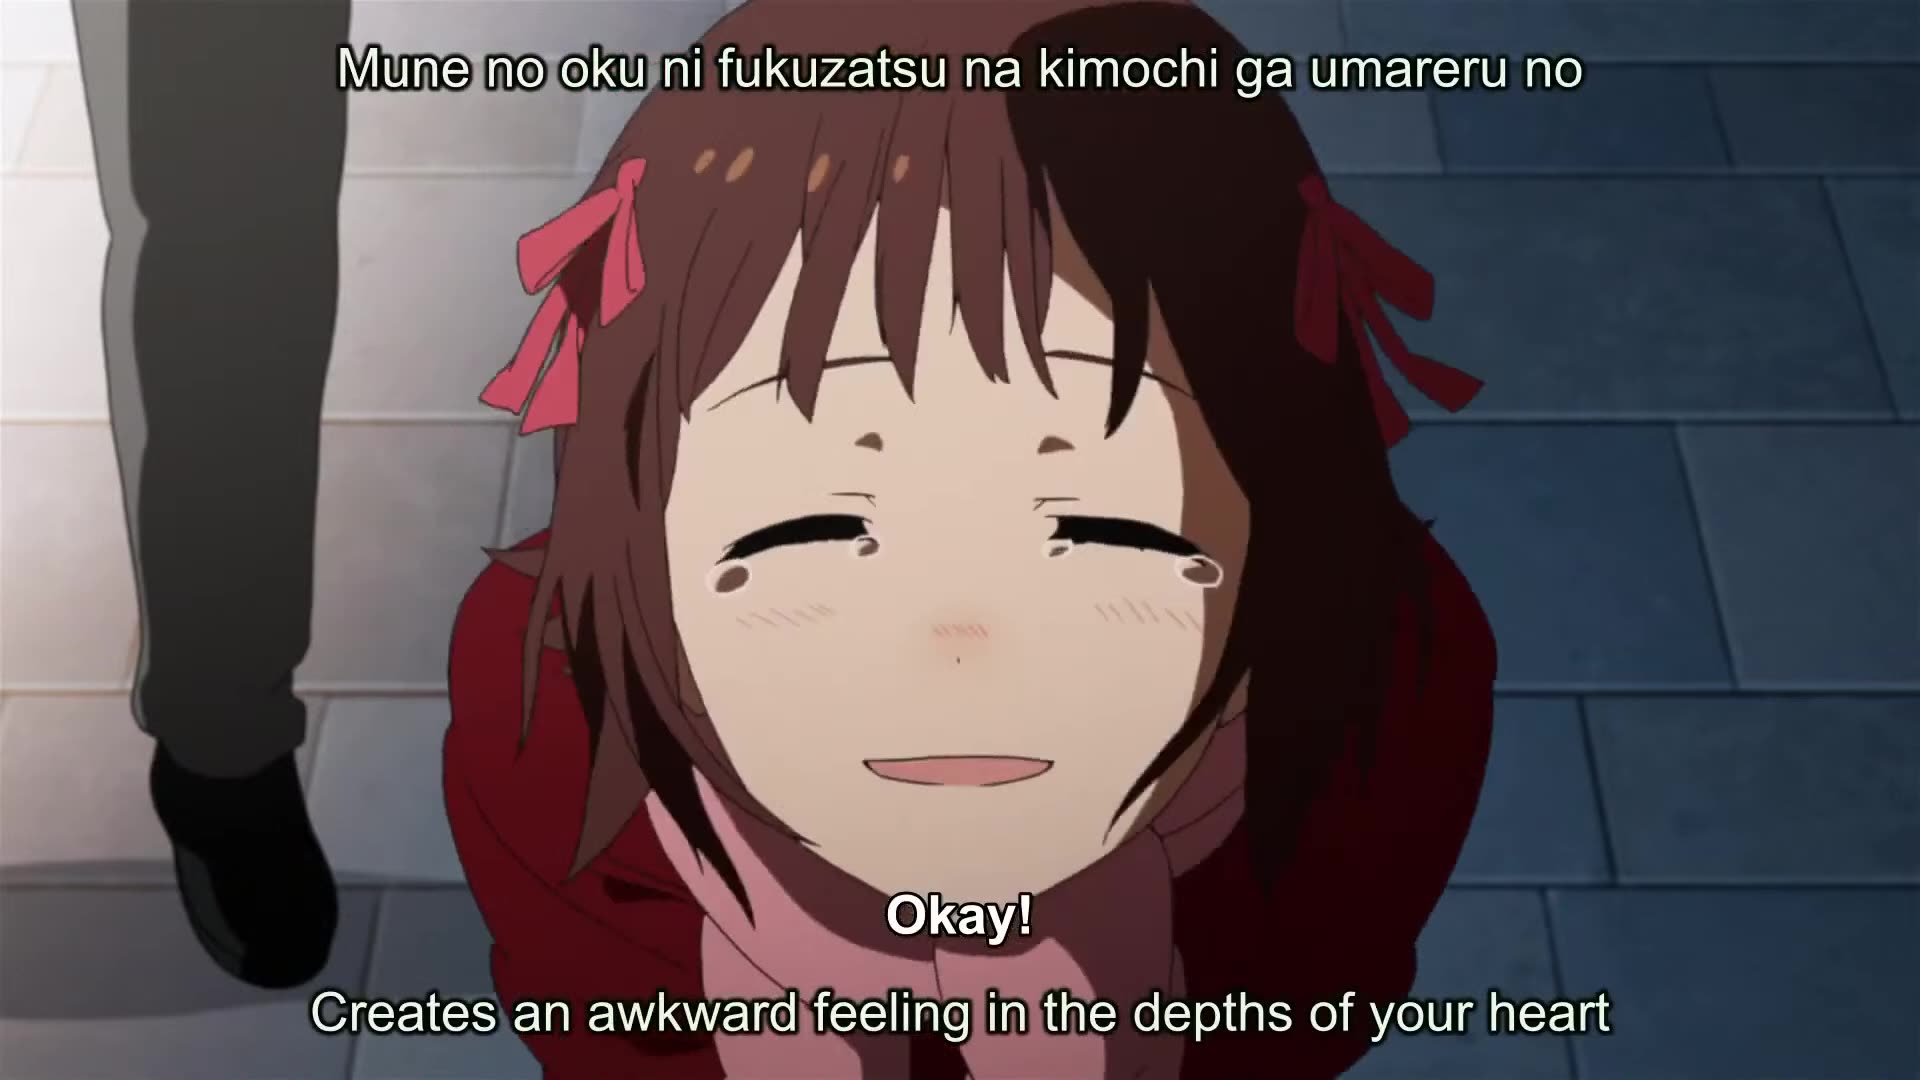 Mune no oku ni fukuzatsu na kimochi ga umareru no
Okay!
Creates an awkward feeling in the depths of your heart